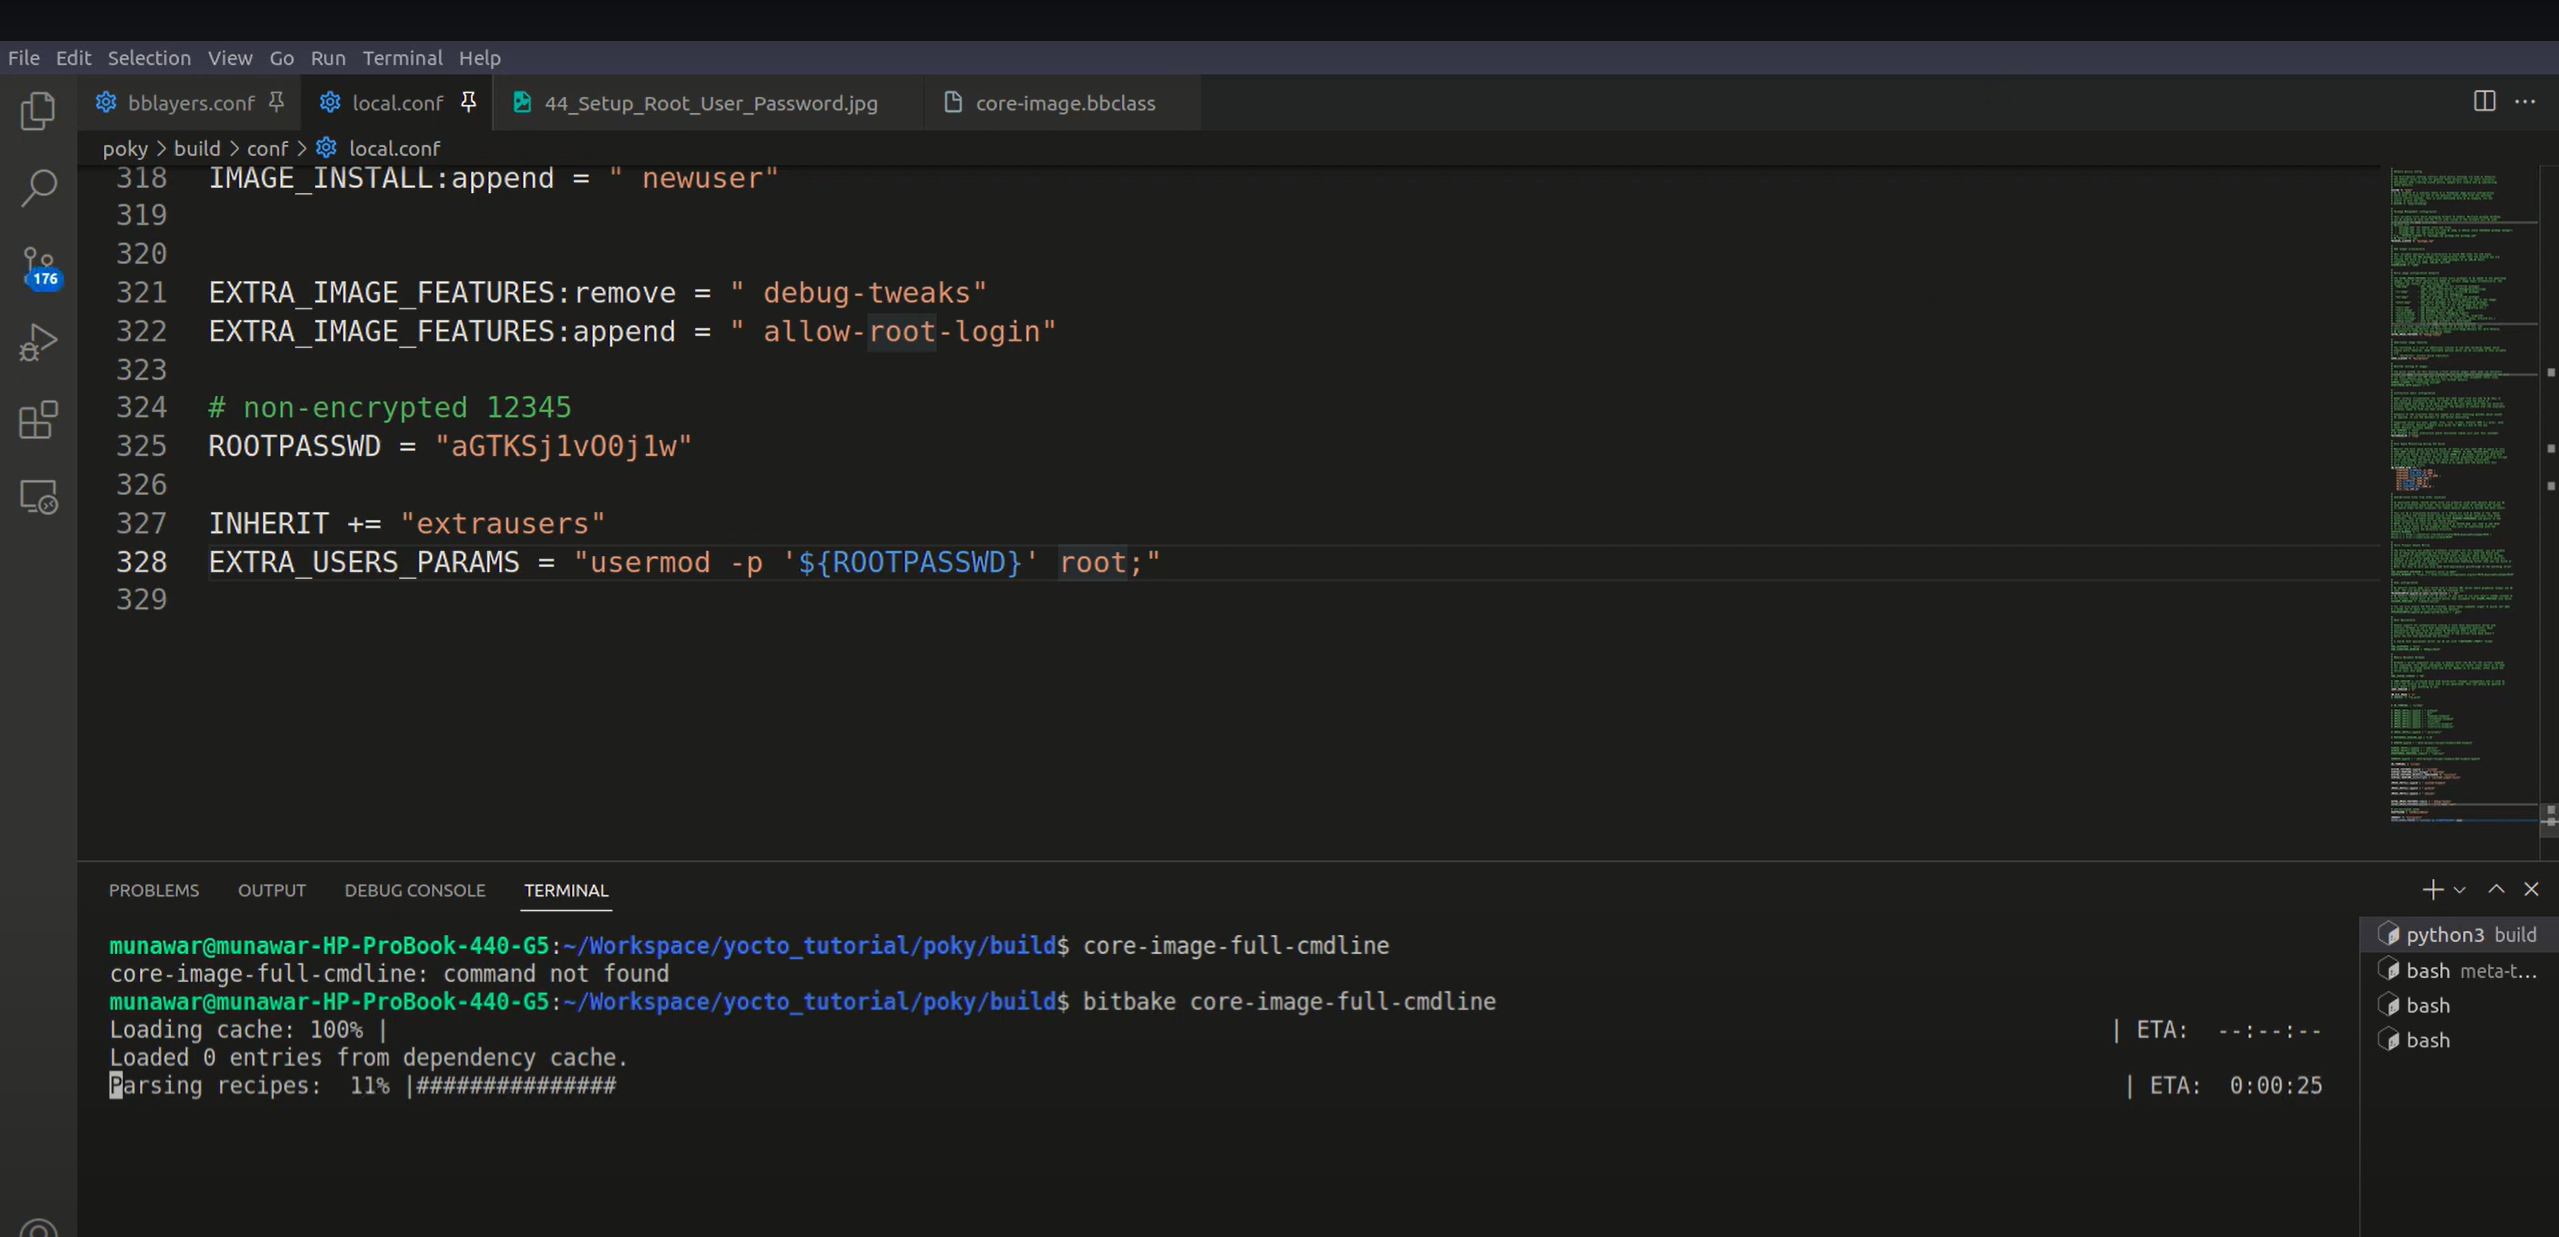 File Edit Selection View Go Run Terminal Help
bblayers.conf local.conf 44_Setup_Root_User_Password.jpg core-image.bbclass
poky > build > conf > local.conf
318 IMAGE_INSTALL:append = " newuser"
319
320
321 EXTRA_IMAGE_FEATURES:remove = " debug-tweaks"
322 EXTRA_IMAGE_FEATURES:append = " allow-root-login"
323
324 # non-encrypted 12345
325 ROOTPASSWD = "aGTKSj1vO0j1w"
326
327 INHERIT += "extrausers"
328 EXTRA_USERS_PARAMS = "usermod -p '${ROOTPASSWD}' root;"
329
176
PROBLEMS OUTPUT DEBUG CONSOLE TERMINAL
munawar@munawar-HP-ProBook-440-G5:~/Workspace/yocto_tutorial/poky/build$ core-image-full-cmdline
core-image-full-cmdline: command not found
munawar@munawar-HP-ProBook-440-G5:~/Workspace/yocto_tutorial/poky/build$ bitbake core-image-full-cmdline
Loading cache: 100% | | ETA: --:--:--
Loaded 0 entries from dependency cache.
Parsing recipes: 11% |############### | ETA: 0:00:25
python3 build
bash meta-t...
bash
bash